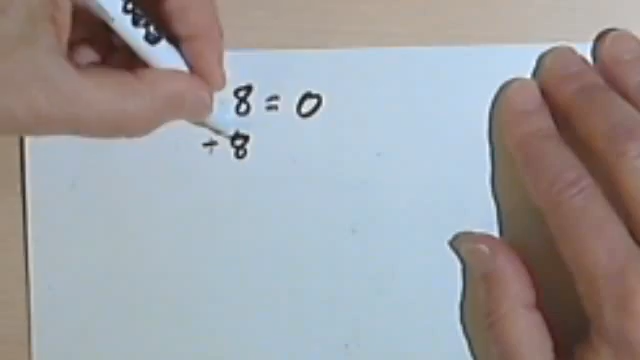 8 = 0
+ 8